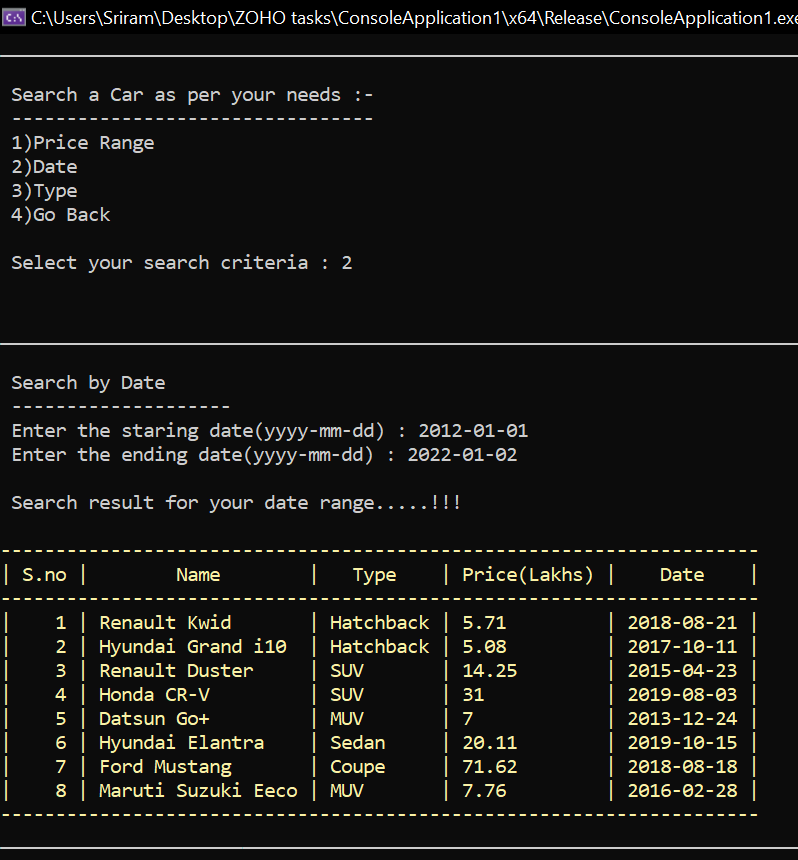 C:\Users\Sriram\Desktop\ZOHO tasks\ConsoleApplication1\x64\Release\ConsoleApplication1.exe
Search a Car as per your needs :-
---------------------------------
1)Price Range
2)Date
3)Type
4)Go Back
Select your search criteria : 2
Search by Date
--------------------
Enter the staring date(yyyy-mm-dd) : 2012-01-01
Enter the ending date(yyyy-mm-dd) : 2022-01-02
Search result for your date range.....!!!
---------------------------------------------------------------------
| S.no |        Name        |   Type    | Price(Lakhs) |    Date    |
---------------------------------------------------------------------
|    1 | Renault Kwid       | Hatchback | 5.71         | 2018-08-21 |
|    2 | Hyundai Grand i10  | Hatchback | 5.08         | 2017-10-11 |
|    3 | Renault Duster     | SUV       | 14.25        | 2015-04-23 |
|    4 | Honda CR-V         | SUV       | 31           | 2019-08-03 |
|    5 | Datsun Go+         | MUV       | 7            | 2013-12-24 |
|    6 | Hyundai Elantra    | Sedan     | 20.11        | 2019-10-15 |
|    7 | Ford Mustang       | Coupe     | 71.62        | 2018-08-18 |
|    8 | Maruti Suzuki Eeco | MUV       | 7.76         | 2016-02-28 |
---------------------------------------------------------------------